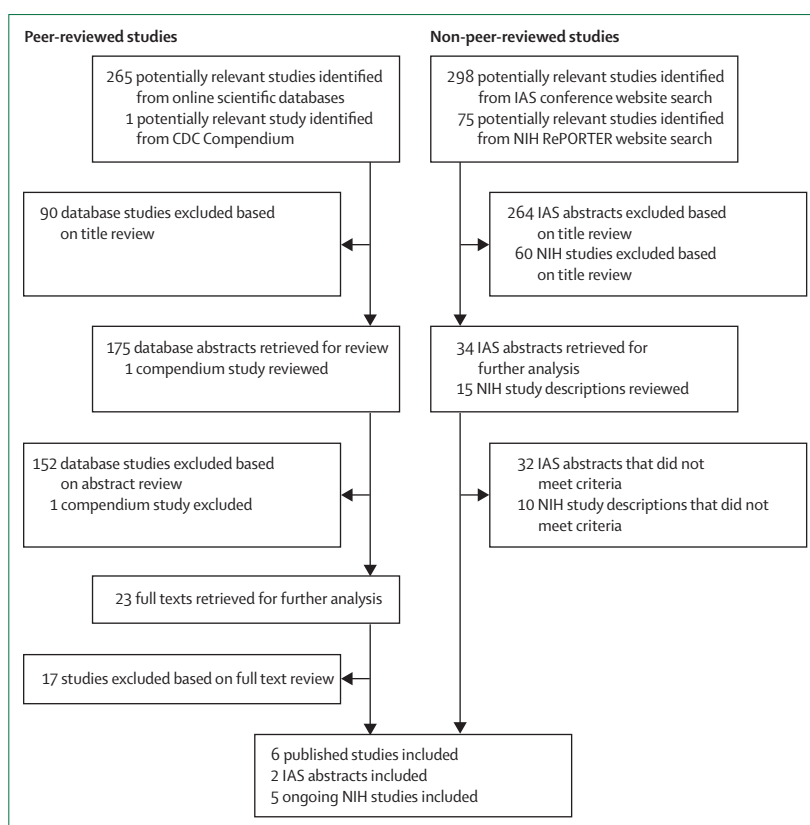 Peer-reviewed studies
Non-peer-reviewed studies
265 potentially relevant studies identified
from online scientific databases
1 potentially relevant study identified
from CDC Compendium
298 potentially relevant studies identified
from IAS conference website search
75 potentially relevant studies identified
from NIH RePORTER website search
90 database studies excluded based
on title review
264 IAS abstracts excluded based
on title review
60 NIH studies excluded based
on title review
175 database abstracts retrieved for review
1 compendium study reviewed
34 IAS abstracts retrieved for
further analysis
15 NIH study descriptions reviewed
152 database studies excluded based
on abstract review
1 compendium study excluded
32 IAS abstracts that did not
meet criteria
10 NIH study descriptions that did not
meet criteria
23 full texts retrieved for further analysis
17 studies excluded based on full text review
6 published studies included
2 IAS abstracts included
5 ongoing NIH studies included